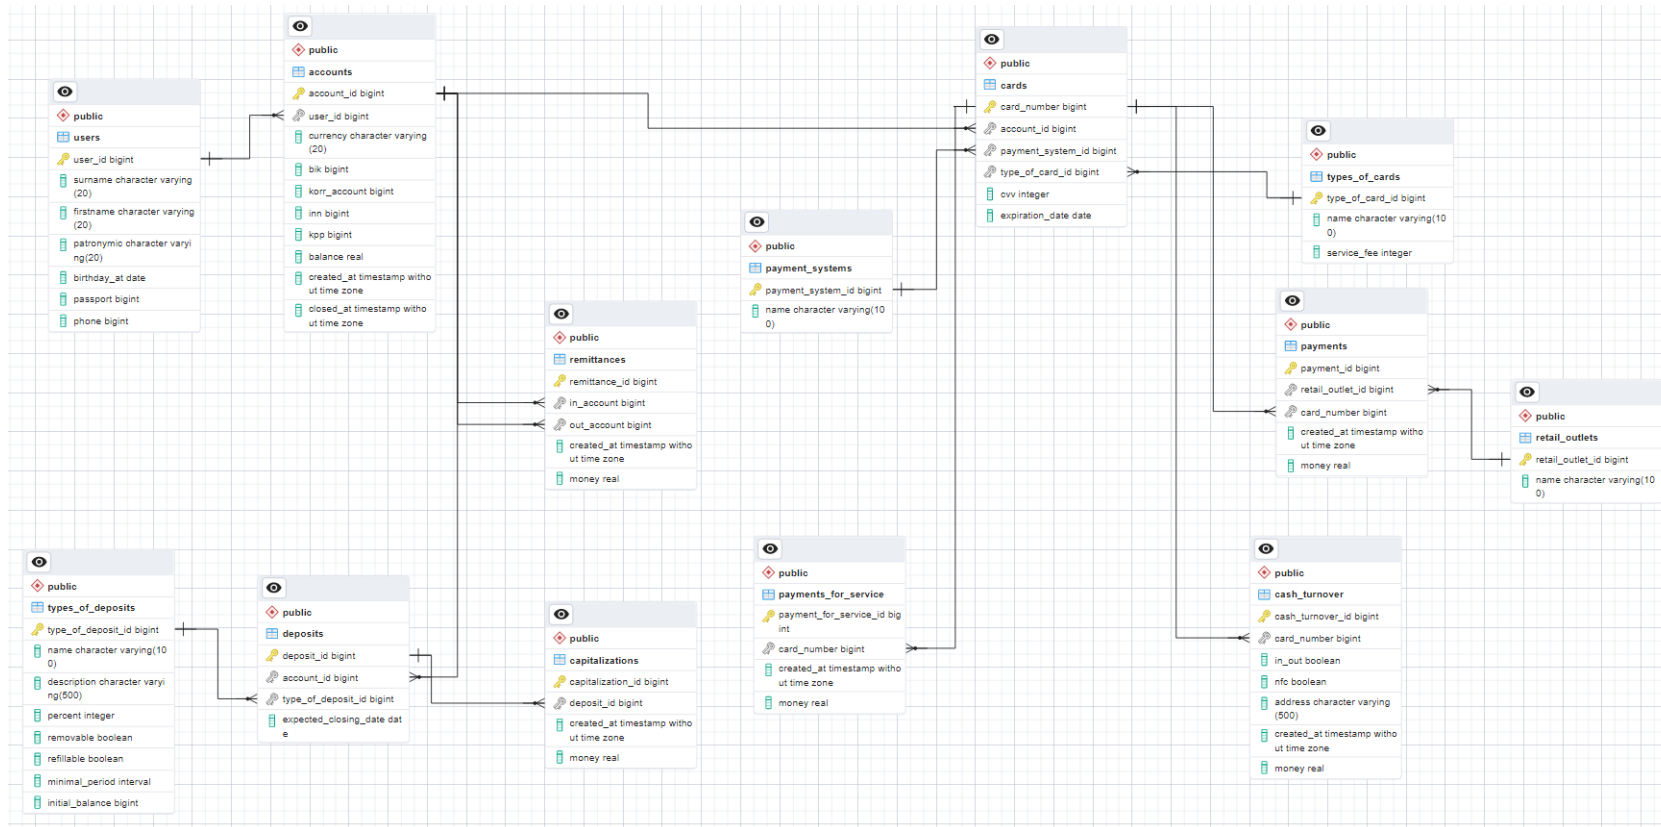 public
users
user_id bigint
surname character varying
(20)
firstname character varying
(20)
patronymic character varyi
ng(20)
birthday_at date
passport bigint
phone bigint
public
accounts
account_id bigint
user_id bigint
currency character varying
(20)
bik bigint
korr_account bigint
inn bigint
kpp bigint
balance real
created_at timestamp witho
ut time zone
closed_at timestamp witho
ut time zone
public
remittances
remittance_id bigint
in_account bigint
out_account bigint
created_at timestamp witho
ut time zone
money real
public
payment_systems
payment_system_id bigint
name character varying(10
0)
public
cards
card_number bigint
account_id bigint
payment_system_id bigint
type_of_card_id bigint
cvv integer
expiration_date date
public
types_of_cards
type_of_card_id bigint
name character varying(10
0)
service_fee integer
public
payments
payment_id bigint
retail_outlet_id bigint
card_number bigint
created_at timestamp witho
ut time zone
money real
public
retail_outlets
retail_outlet_id bigint
name character varying(10
0)
public
types_of_deposits
type_of_deposit_id bigint
name character varying(10
0)
description character varyi
ng(500)
percent integer
removable boolean
refillable boolean
minimal_period interval
initial_balance bigint
public
deposits
deposit_id bigint
account_id bigint
type_of_deposit_id bigint
expected_closing_date dat
e
public
capitalizations
capitalization_id bigint
deposit_id bigint
created_at timestamp witho
ut time zone
money real
public
payments_for_service
payment_for_service_id big
int
card_number bigint
created_at timestamp witho
ut time zone
money real
public
cash_turnover
cash_turnover_id bigint
card_number bigint
in_out boolean
nfc boolean
address character varying
(500)
created_at timestamp witho
ut time zone
money real